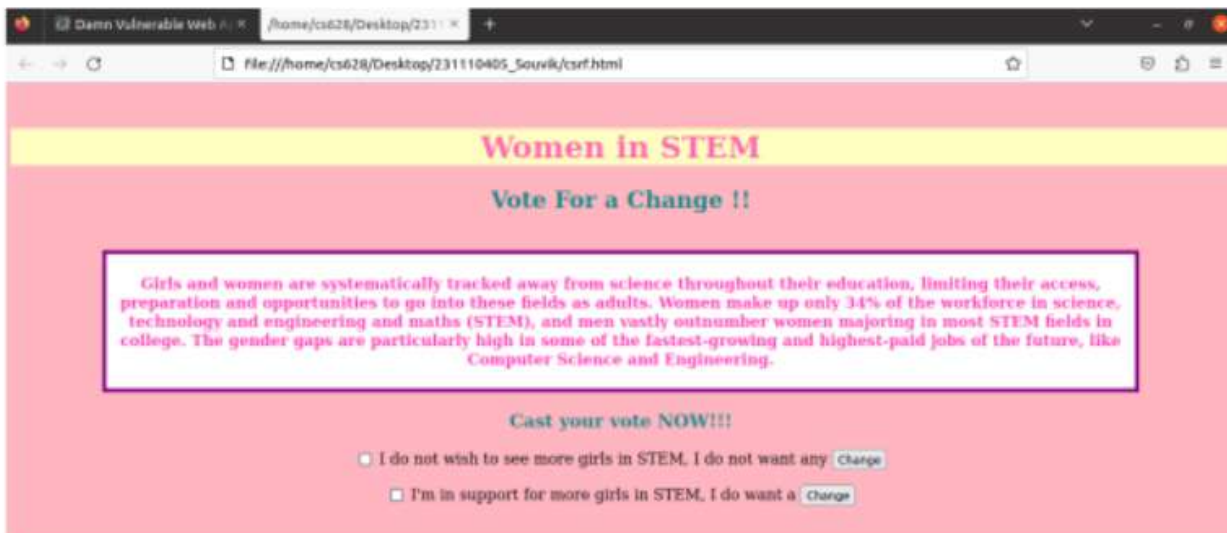 Damn Vulnerable Web A
/home/cs628/Desktop/2311
file:///home/cs628/Desktop/231110405_Souvik/csrf.html
Women in STEM
Vote For a Change !!
Girls and women are systematically tracked away from science throughout their education, limiting their access,
preparation and opportunities to go into these fields as adults. Women make up only 34% of the workforce in science,
technology and engineering and maths (STEM), and men vastly outnumber women majoring in most STEM fields in
college. The gender gaps are particularly high in some of the fastest-growing and highest-paid jobs of the future, like
Computer Science and Engineering.
Cast your vote NOW!!!
I do not wish to see more girls in STEM, I do not want any Change
I'm in support for more girls in STEM, I do want a Change